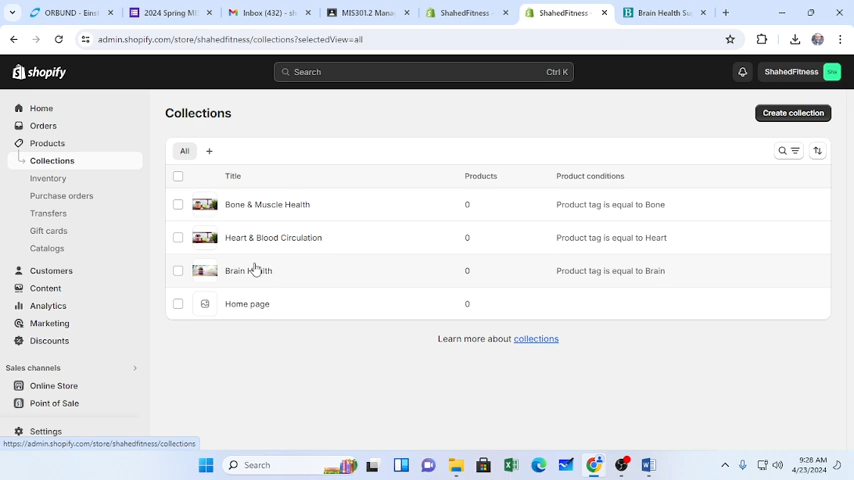 ORBUND - Einst
2024 Spring MI
Inbox (432) - sh
MIS301.2 Mana
ShahedFitness -
ShahedFitness
Brain Health Su
admin.shopify.com/store/shahedfitness/collections?selectedView=all
shopify
Search
Ctrl K
ShahedFitness
Sha
Home
Orders
Products
Collections
Inventory
Purchase orders
Transfers
Gift cards
Catalogs
Customers
Content
Analytics
Marketing
Discounts
Sales channels
Online Store
Point of Sale
Settings
https://admin.shopify.com/store/shahedfitness/collections
Collections
Create collection
All
Title Products Product conditions
Bone & Muscle Health 0 Product tag is equal to Bone
Heart & Blood Circulation 0 Product tag is equal to Heart
Brain Health 0 Product tag is equal to Brain
Home page 0
Learn more about collections
Search
9:28 AM
4/23/2024